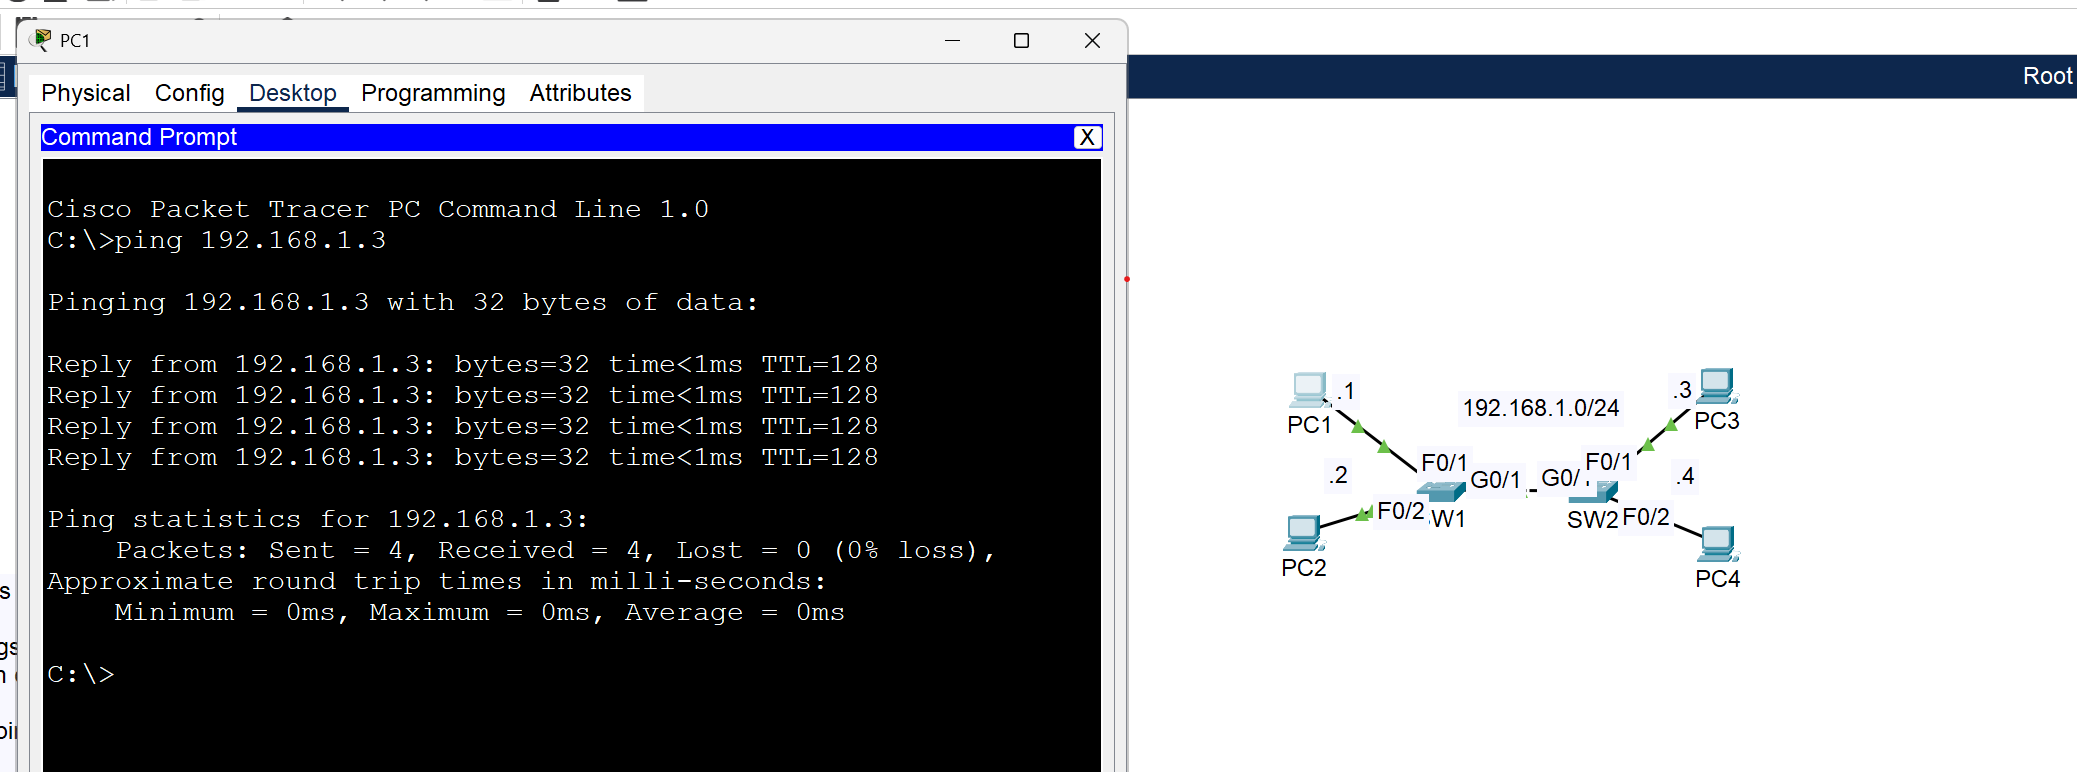 PC1
Root
Physical Config Desktop Programming Attributes
Command Prompt
X
Cisco Packet Tracer PC Command Line 1.0
C:\>ping 192.168.1.3
Pinging 192.168.1.3 with 32 bytes of data:
Reply from 192.168.1.3: bytes=32 time<1ms TTL=128
Reply from 192.168.1.3: bytes=32 time<1ms TTL=128
Reply from 192.168.1.3: bytes=32 time<1ms TTL=128
Reply from 192.168.1.3: bytes=32 time<1ms TTL=128
Ping statistics for 192.168.1.3:
Packets: Sent = 4, Received = 4, Lost = 0 (0% loss),
Approximate round trip times in milli-seconds:
Minimum = 0ms, Maximum = 0ms, Average = 0ms
C:\>
.1
PC1
192.168.1.0/24
.3
PC3
F0/1
G0/1
G0/
F0/1
.2
.4
F0/2
W1
SW2
F0/2
PC2
PC4